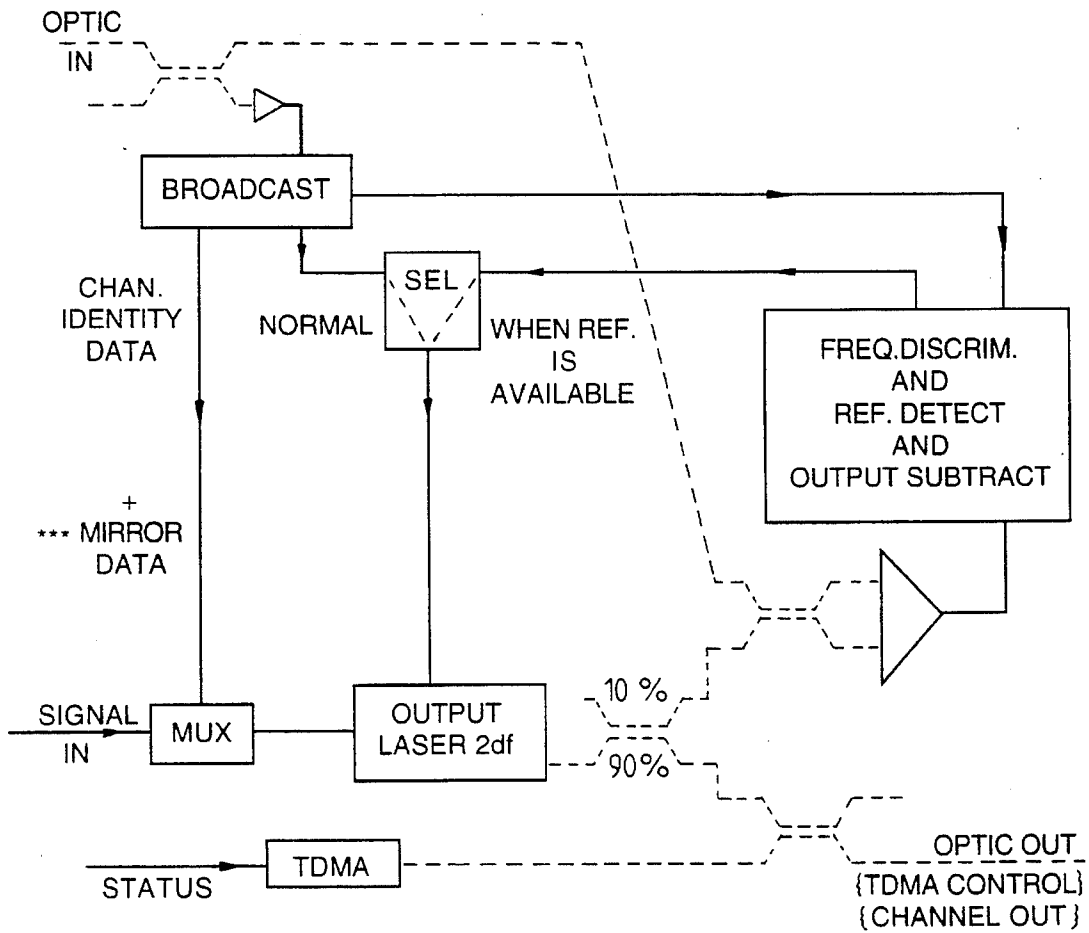 OPTIC
IN
BROADCAST
CHAN.
IDENTITY
DATA
NORMAL
SEL
WHEN REF.
IS
AVAILABLE
FREQ.DISCRIM.
AND
REF. DETECT
AND
OUTPUT SUBTRACT
+
*** MIRROR
DATA
SIGNAL
IN
MUX
OUTPUT
LASER 2df
10 %
90%
STATUS
TDMA
OPTIC OUT
{TDMA CONTROL}
{CHANNEL OUT}